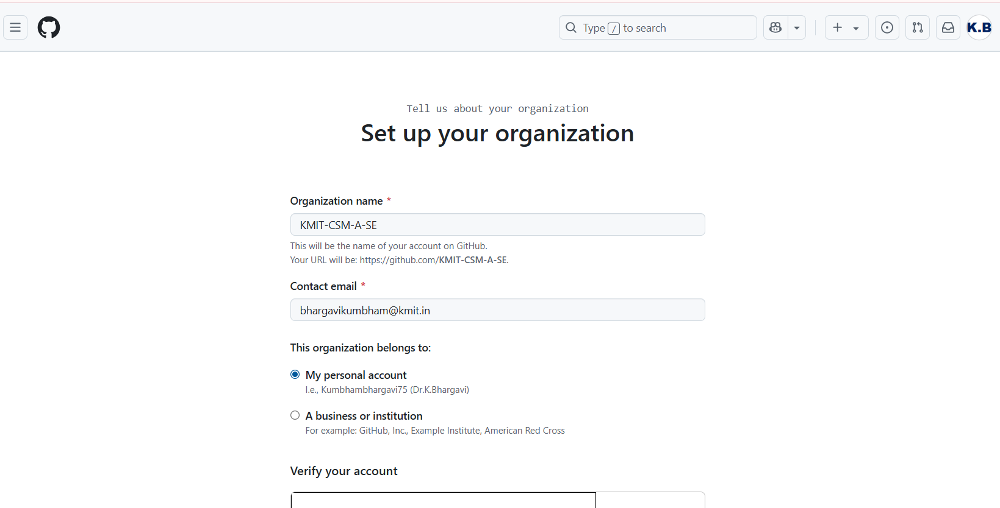 Type / to search
K.B
Tell us about your organization
Set up your organization
Organization name *
KMIT-CSM-A-SE
This will be the name of your account on GitHub.
Your URL will be: https://github.com/KMIT-CSM-A-SE.
Contact email *
bhargavikumbham@kmit.in
This organization belongs to:
My personal account
I.e., Kumbhambhargavi75 (Dr.K.Bhargavi)
A business or institution
For example: GitHub, Inc., Example Institute, American Red Cross
Verify your account